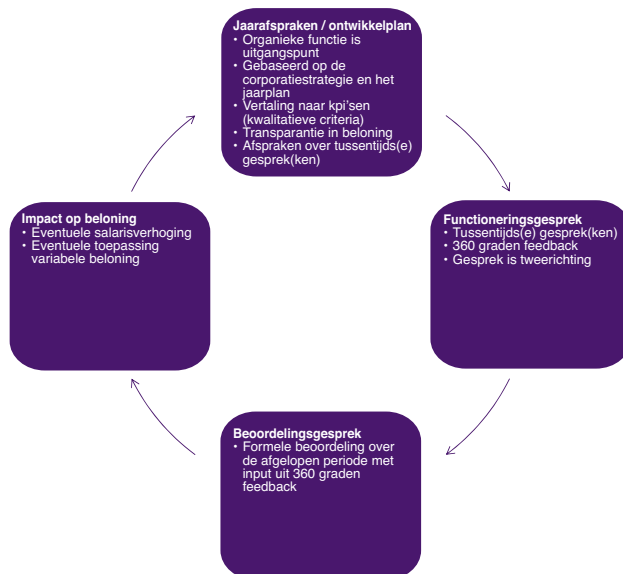 Jaarafspraken / ontwikkelplan
• Organieke functie is
uitgangspunt
• Gebaseerd op de
corporatiestrategie en het
jaarplan
• Vertaling naar kpi'sen
(kwalitatieve criteria)
• Transparantie in beloning
• Afspraken over tussentijds(e)
gesprek(ken)
Impact op beloning
• Eventuele salarisverhoging
• Eventuele toepassing
variabele beloning
Functioneringsgesprek
• Tussentijds(e) gesprek(ken)
• 360 graden feedback
• Gesprek is tweerichting
Beoordelingsgesprek
• Formele beoordeling over
de afgelopen periode met
input uit 360 graden
feedback